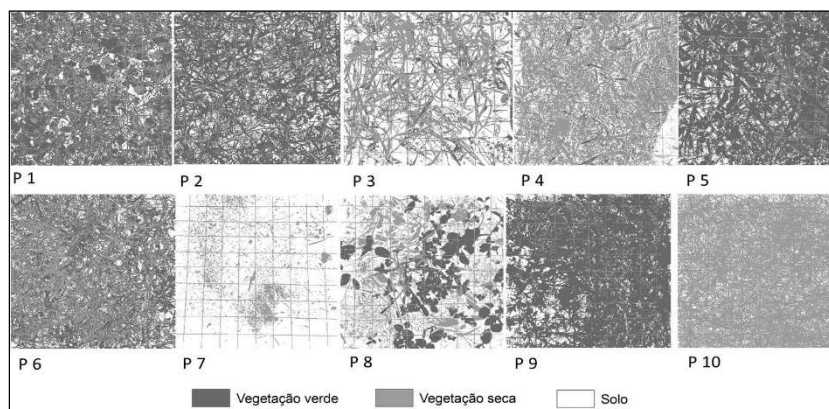 P 1 P 2 P 3 P 4 P 5
P 6 P 7 P 8 P 9 P 10
Vegetação verde Vegetação seca Solo